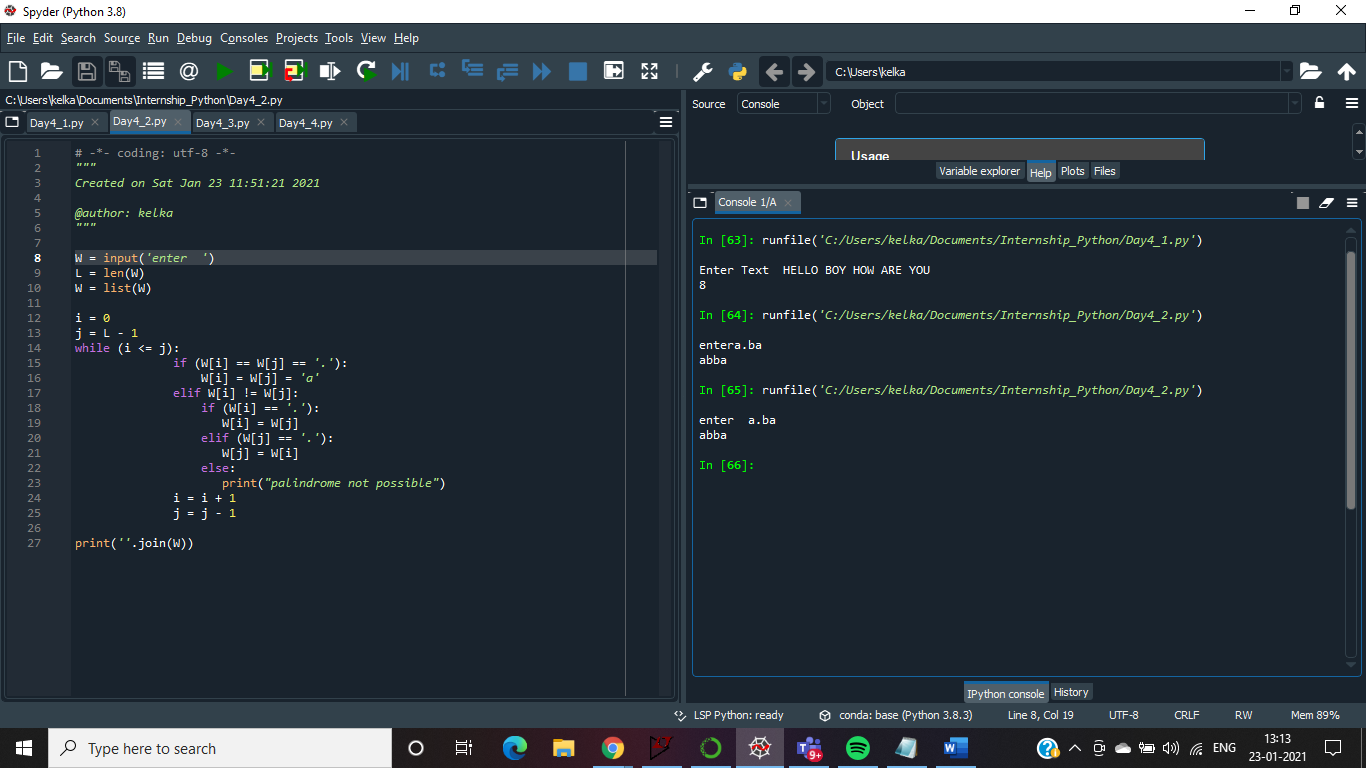 Spyder (Python 3.8)
File Edit Search Source Run Debug Consoles Projects Tools View Help
C:\Users\kelka
C:\Users\kelka\Documents\Internship_Python\Day4_2.py
Day4_1.py Day4_2.py Day4_3.py Day4_4.py
1 # -*- coding: utf-8 -*-
2 """
3 Created on Sat Jan 23 11:51:21 2021
4
5 @author: kelka
6 """
7
8 W = input('enter  ')
9 L = len(W)
10 W = list(W)
11
12 i = 0
13 j = L - 1
14 while (i <= j):
15 if (W[i] == W[j] == '.'):
16 W[i] = W[j] = 'a'
17 elif W[i] != W[j]:
18 if (W[i] == '.'):
19 W[i] = W[j]
20 elif (W[j] == '.'):
21 W[j] = W[i]
22 else:
23 print("palindrome not possible")
24 i = i + 1
25 j = j - 1
26
27 print(''.join(W))
Source Console Object
Usage
Variable explorer Help Plots Files
Console 1/A
In [63]: runfile('C:/Users/kelka/Documents/Internship_Python/Day4_1.py')
Enter Text  HELLO BOY HOW ARE YOU
8
In [64]: runfile('C:/Users/kelka/Documents/Internship_Python/Day4_2.py')
entera.ba
abba
In [65]: runfile('C:/Users/kelka/Documents/Internship_Python/Day4_2.py')
enter  a.ba
abba
In [66]:
IPython console History
LSP Python: ready conda: base (Python 3.8.3) Line 8, Col 19 UTF-8 CRLF RW Mem 89%
Type here to search
9+
ENG
13:13
23-01-2021